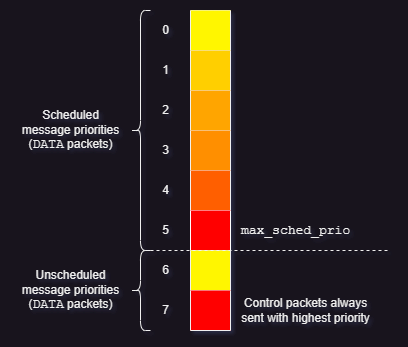 0
1
2
3
4
5
6
7
Scheduled
message priorities
(DATA packets)
max_sched_prio
Unscheduled
message priorities
(DATA packets)
Control packets always
sent with highest priority